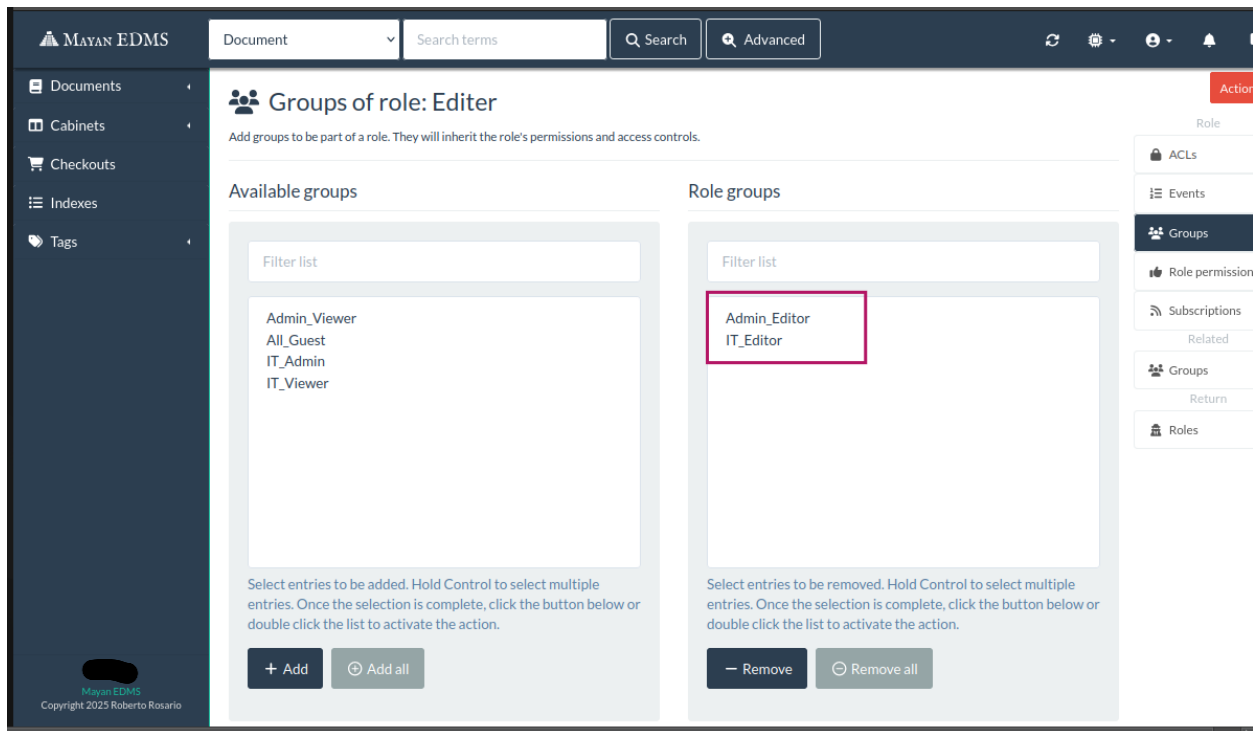 MAYAN EDMS
Document
Search terms
Search
Advanced
Documents
Cabinets
Checkouts
Indexes
Tags
Groups of role: Editer
Add groups to be part of a role. They will inherit the role's permissions and access controls.
Available groups
Filter list
Admin_Viewer
All_Guest
IT_Admin
IT_Viewer
Select entries to be added. Hold Control to select multiple
entries. Once the selection is complete, click the button below or
double click the list to activate the action.
+ Add
Add all
Role groups
Filter list
Admin_Editor
IT_Editor
Select entries to be removed. Hold Control to select multiple
entries. Once the selection is complete, click the button below or
double click the list to activate the action.
− Remove
Remove all
Action
Role
ACLs
Events
Groups
Role permission
Subscriptions
Related
Groups
Return
Roles
Mayan EDMS
Copyright 2025 Roberto Rosario